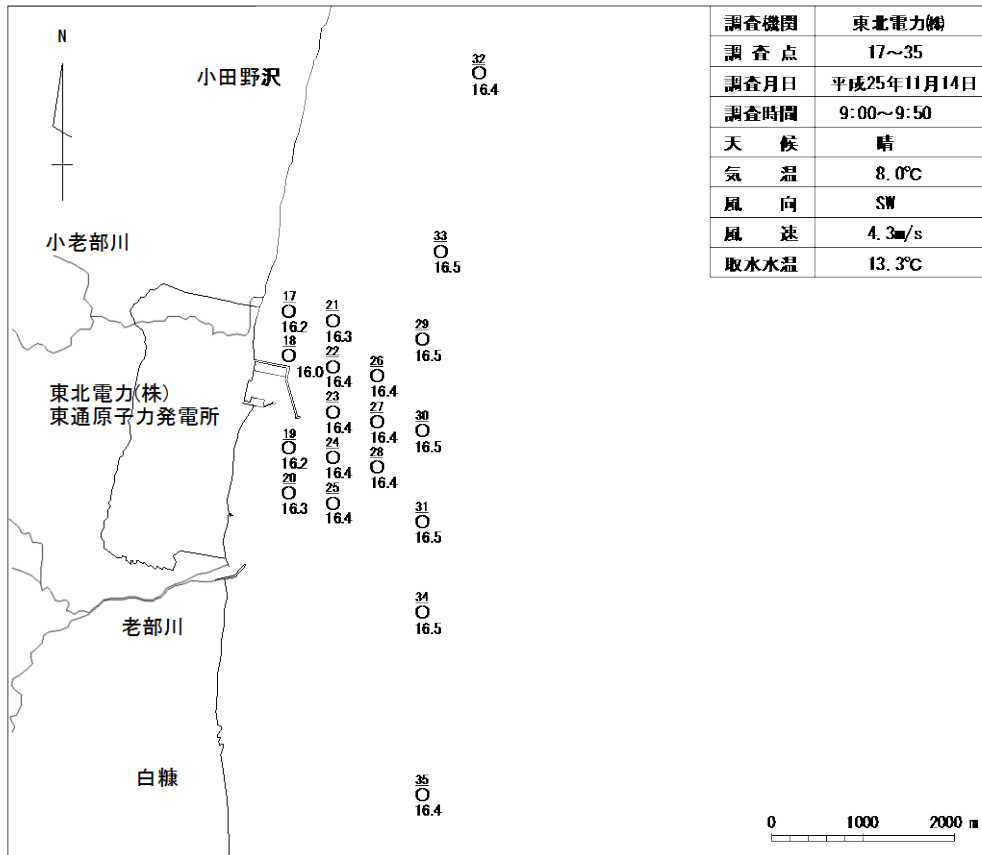 調査機関 東北電力㈱
調査点 17～35
調査月日 平成25年11月14日
調査時間 9:00～9:50
天候 晴
気温 8.0℃
風向 SW
風速 4.3m/s
取水水温 13.3℃
N
小田野沢
32
16.4
小老部川
33
16.5
17
16.2
21
16.3
29
16.5
18
16.0
22
16.4
26
16.4
東北電力(株)
東通原子力発電所
23
16.4
27
16.4
30
16.5
19
16.2
24
16.4
28
16.4
20
16.3
25
16.4
31
16.5
34
16.5
老部川
白糠
35
16.4
0 1000 2000 m